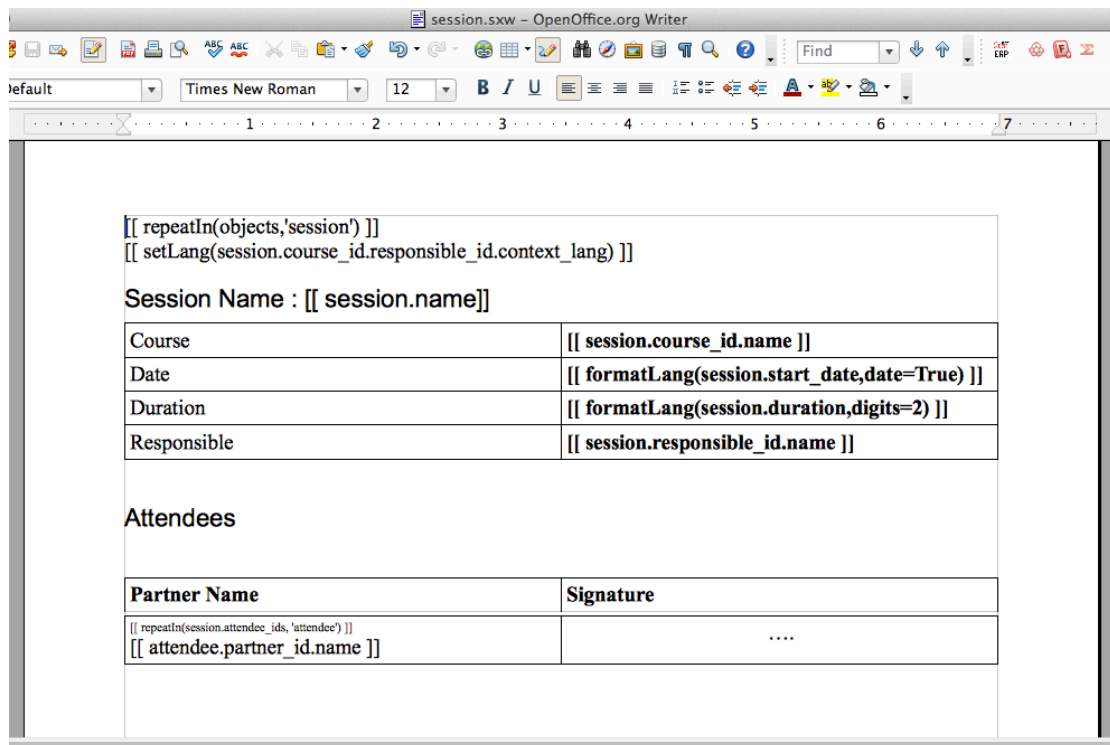 session.sxw – OpenOffice.org Writer
ABC ABC Find ERP
Default Times New Roman 12 B I U A
1 2 3 4 5 6 7
[[ repeatIn(objects,'session') ]]
[[ setLang(session.course_id.responsible_id.context_lang) ]]
Session Name : [[ session.name]]
Course [[ session.course_id.name ]]
Date [[ formatLang(session.start_date,date=True) ]]
Duration [[ formatLang(session.duration,digits=2) ]]
Responsible [[ session.responsible_id.name ]]
Attendees
Partner Name Signature
[[ repeatIn(session.attendee_ids, 'attendee') ]]
[[ attendee.partner_id.name ]] ....